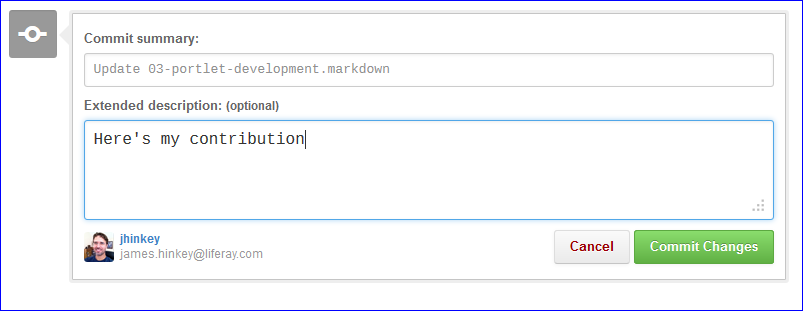 Commit summary:
Update 03-portlet-development.markdown
Extended description: (optional)
Here's my contribution
jhinkey
james.hinkey@liferay.com
Cancel
Commit Changes